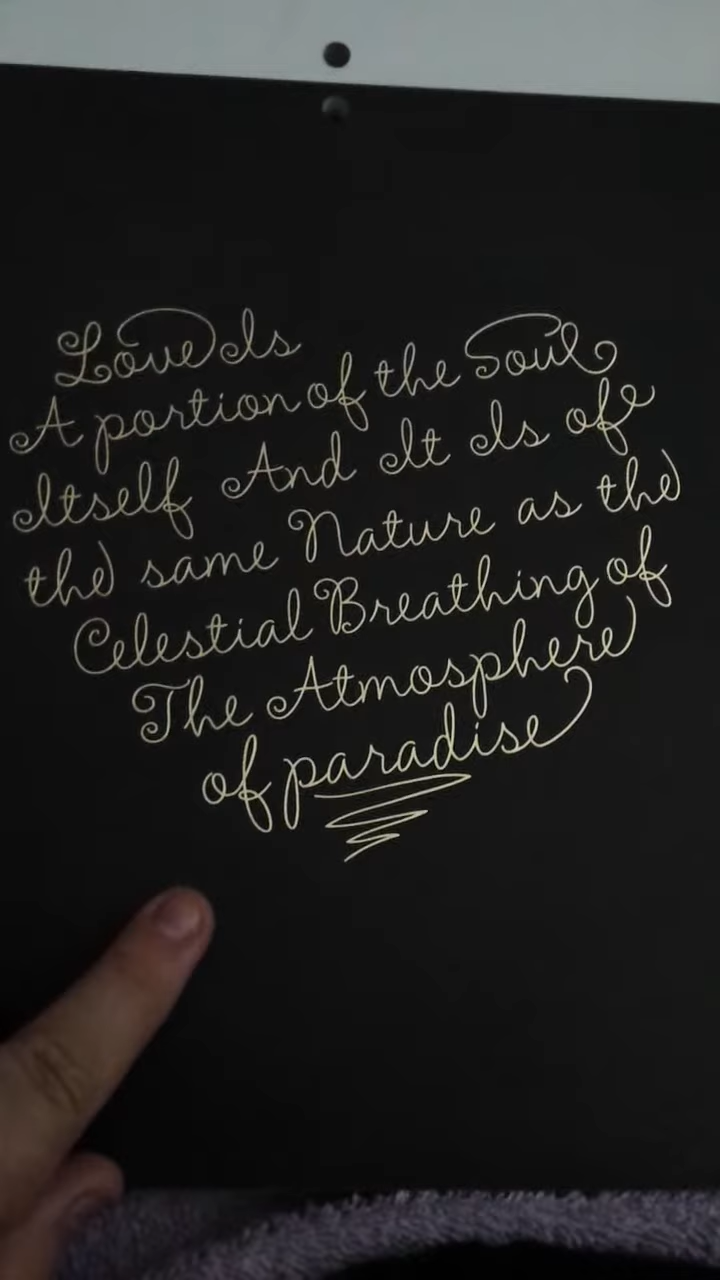 Love Is
A portion of the Soul
Itself And It Is of
the same Nature as the
Celestial Breathing of
The Atmosphere
of paradise